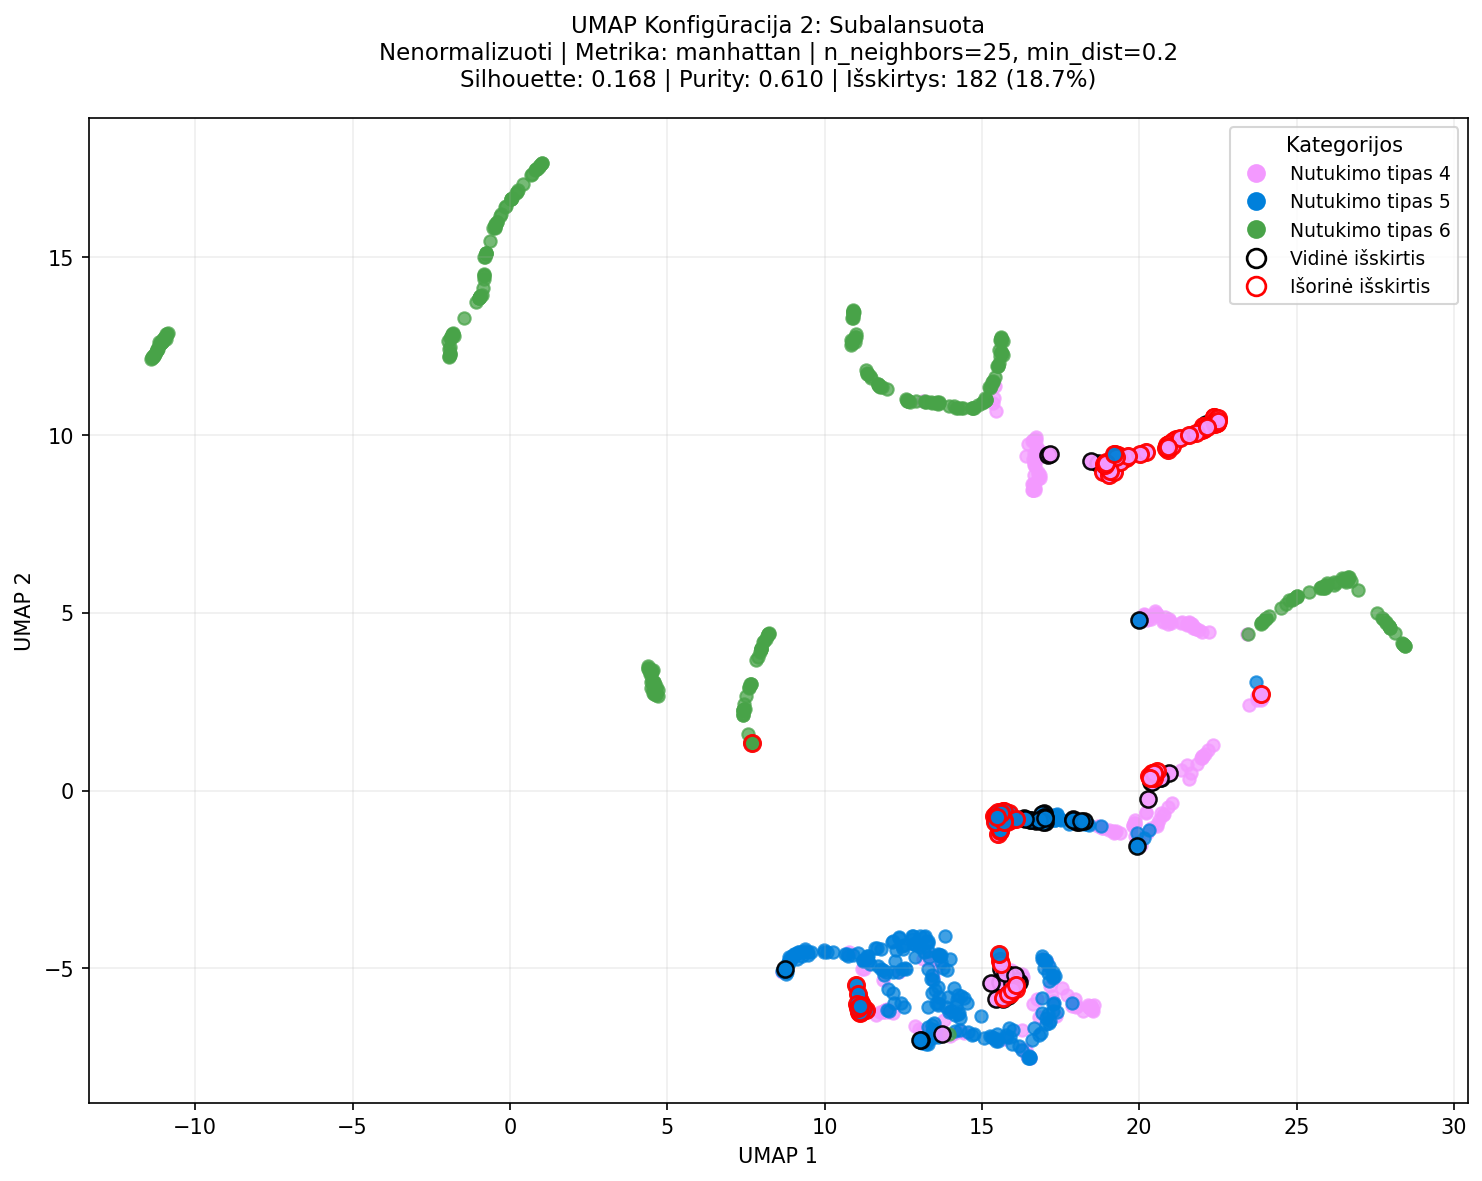 UMAP Konfigūracija 2: Subalansuota
Nenormalizuoti | Metrika: manhattan | n_neighbors=25, min_dist=0.2
Silhouette: 0.168 | Purity: 0.610 | Išskirtys: 182 (18.7%)
Kategorijos
Nutukimo tipas 4
Nutukimo tipas 5
Nutukimo tipas 6
Vidinė išskirtis
Išorinė išskirtis
UMAP 2
15
10
5
0
−5
−10
−5
0
5
10
15
20
25
30
UMAP 1